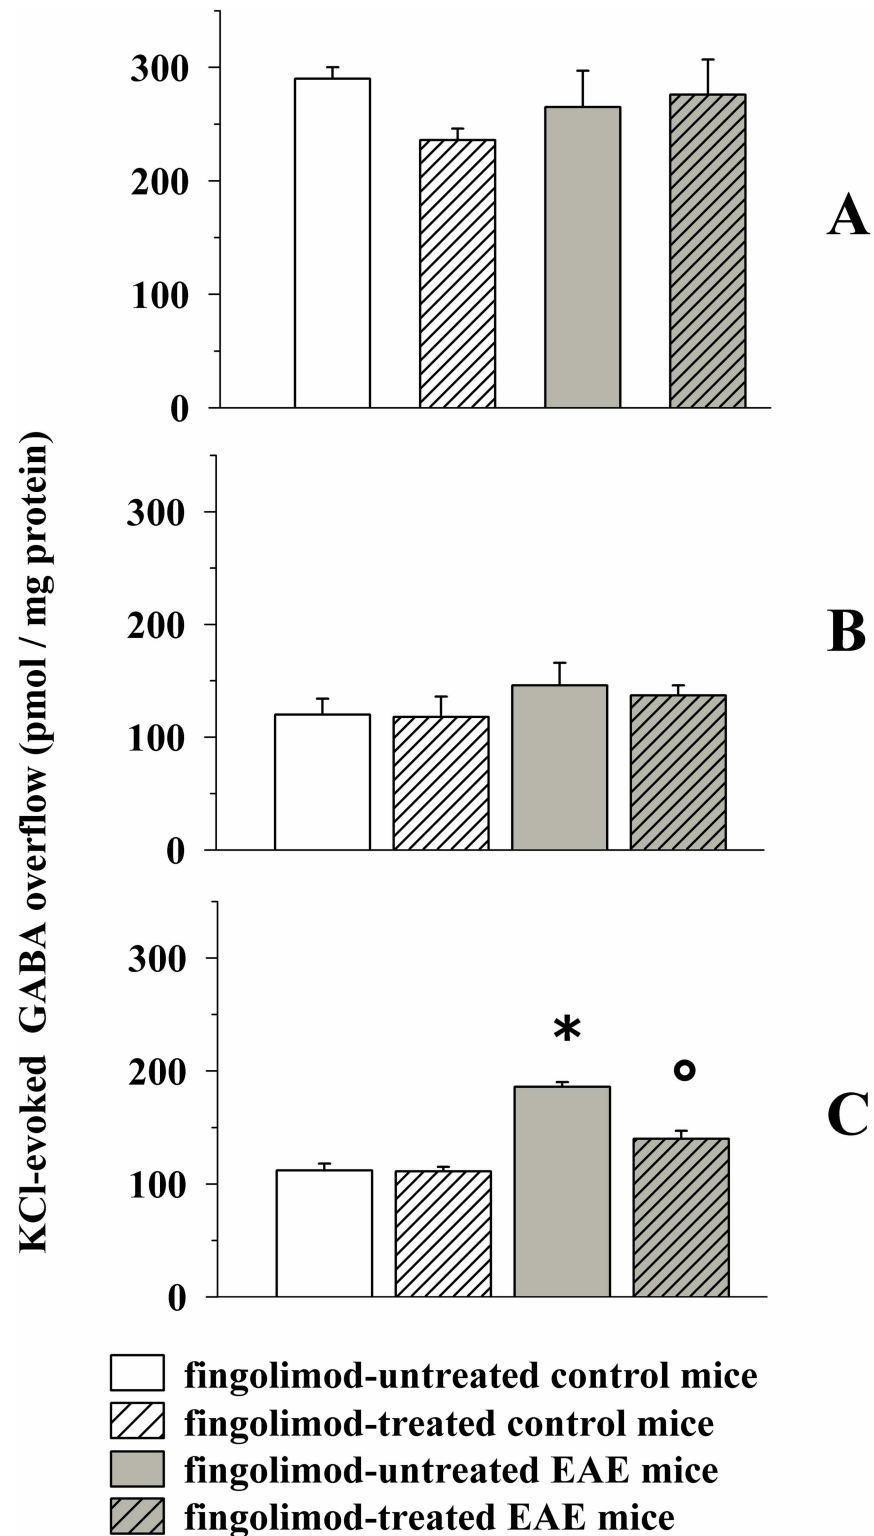 300
200
100
0
A
300
200
100
0
B
300
200
100
0
*
°
C
KCl-evoked GABA overflow (pmol / mg protein)
fingolimod-untreated control mice
fingolimod-treated control mice
fingolimod-untreated EAE mice
fingolimod-treated EAE mice